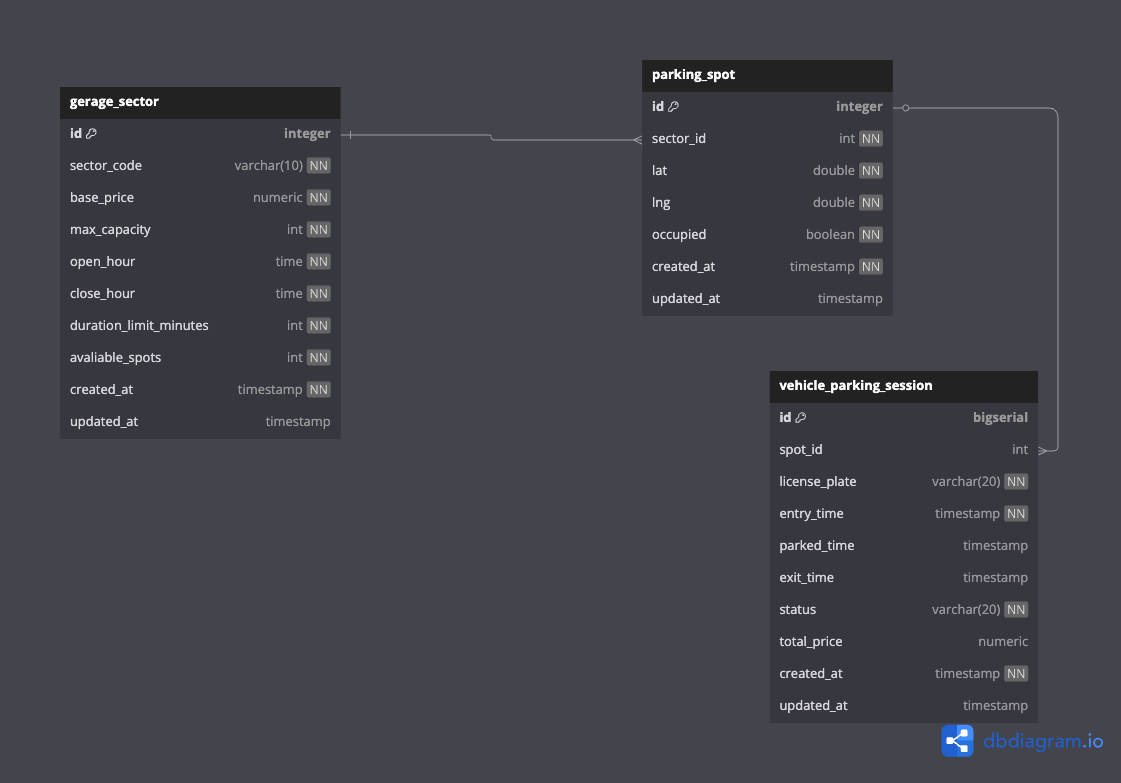 gerage_sector
id integer
sector_code varchar(10) NN
base_price numeric NN
max_capacity int NN
open_hour time NN
close_hour time NN
duration_limit_minutes int NN
avaliable_spots int NN
created_at timestamp NN
updated_at timestamp
parking_spot
id integer
sector_id int NN
lat double NN
lng double NN
occupied boolean NN
created_at timestamp NN
updated_at timestamp
vehicle_parking_session
id bigserial
spot_id int
license_plate varchar(20) NN
entry_time timestamp NN
parked_time timestamp
exit_time timestamp
status varchar(20) NN
total_price numeric
created_at timestamp NN
updated_at timestamp
dbdiagram.io